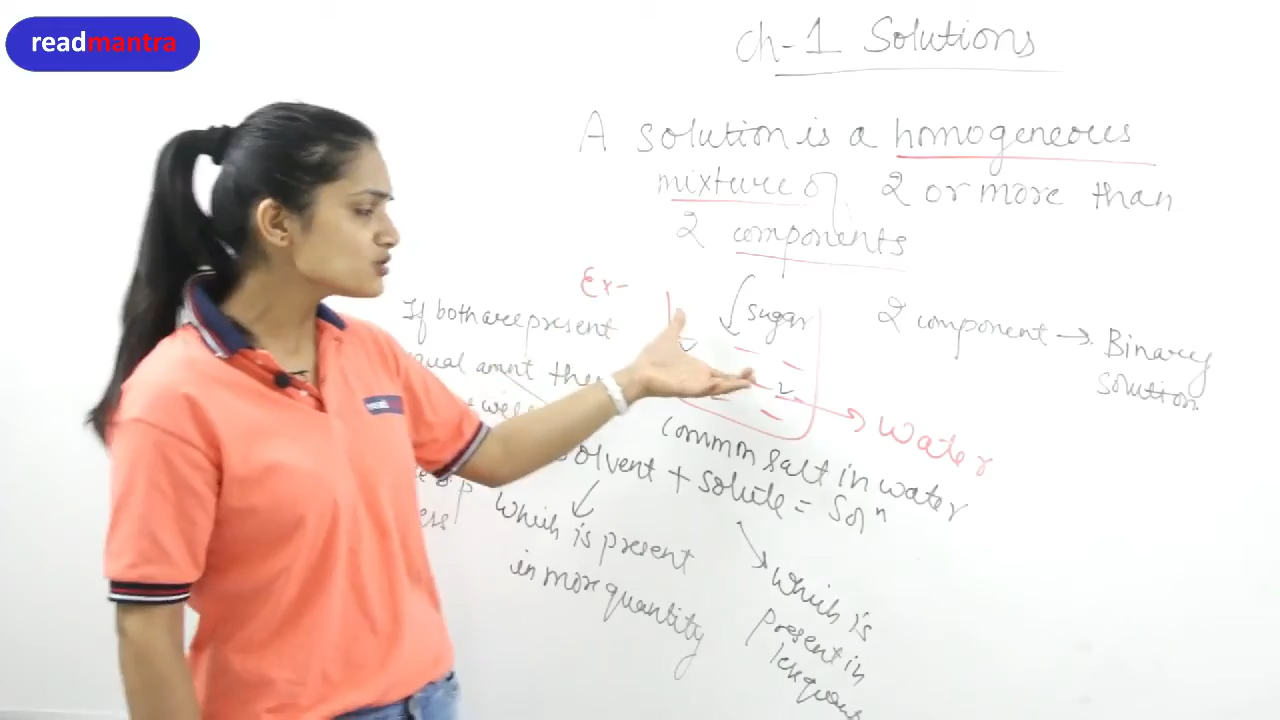 readmantra
Ch-1 Solutions
A solution is a homogeneous
mixture of 2 or more than
2 components
Ex-
sugar
2 component → Binary
solution
Water
If both are present
amount
common salt in water
solvent + solute = Solⁿ
which is present
in more quantity
which is
present in
less